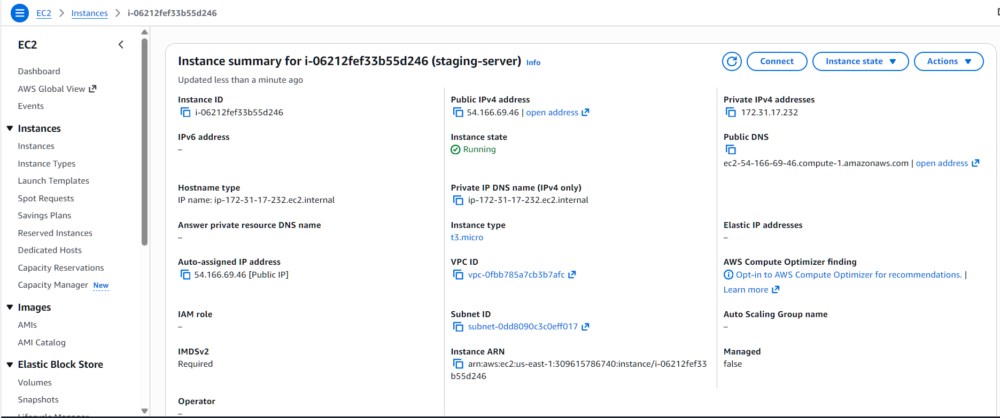 EC2 > Instances > i-06212fef33b55d246
EC2
Dashboard
AWS Global View
Events
Instances
Instances
Instance Types
Launch Templates
Spot Requests
Savings Plans
Reserved Instances
Dedicated Hosts
Capacity Reservations
Capacity Manager New
Images
AMIs
AMI Catalog
Elastic Block Store
Volumes
Snapshots
Lifecycle Manager
Instance summary for i-06212fef33b55d246 (staging-server) Info
Updated less than a minute ago
Connect
Instance state
Actions
Instance ID
i-06212fef33b55d246
Public IPv4 address
54.166.69.46 | open address
Private IPv4 addresses
172.31.17.232
IPv6 address
–
Instance state
Running
Public DNS
ec2-54-166-69-46.compute-1.amazonaws.com | open address
Hostname type
IP name: ip-172-31-17-232.ec2.internal
Private IP DNS name (IPv4 only)
ip-172-31-17-232.ec2.internal
Answer private resource DNS name
–
Instance type
t3.micro
Elastic IP addresses
–
Auto-assigned IP address
54.166.69.46 [Public IP]
VPC ID
vpc-0fbb785a7cb3b7afc
AWS Compute Optimizer finding
Opt-in to AWS Compute Optimizer for recommendations. |
Learn more
IAM role
–
Subnet ID
subnet-0dd8090c3c0eff017
Auto Scaling Group name
–
IMDSv2
Required
Instance ARN
arn:aws:ec2:us-east-1:309615786740:instance/i-06212fef33
b55d246
Managed
false
Operator
–